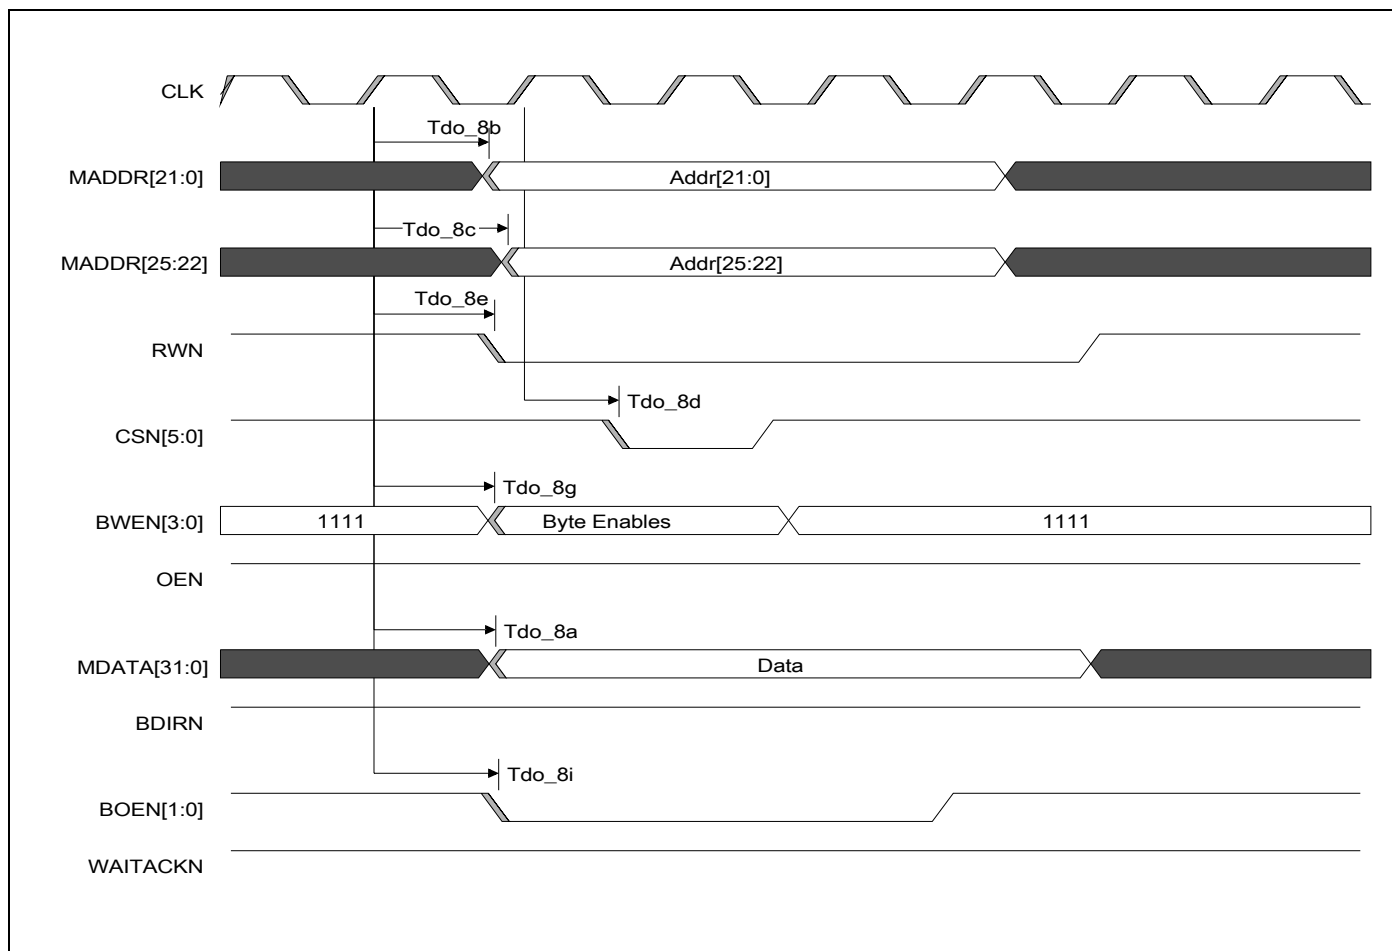 CLK
Tdo_8b
MADDR[21:0]
Addr[21:0]
Tdo_8c
MADDR[25:22]
Addr[25:22]
Tdo_8e
RWN
Tdo_8d
CSN[5:0]
Tdo_8g
BWEN[3:0]
1111
Byte Enables
1111
OEN
Tdo_8a
MDATA[31:0]
Data
BDIRN
Tdo_8i
BOEN[1:0]
WAITACKN